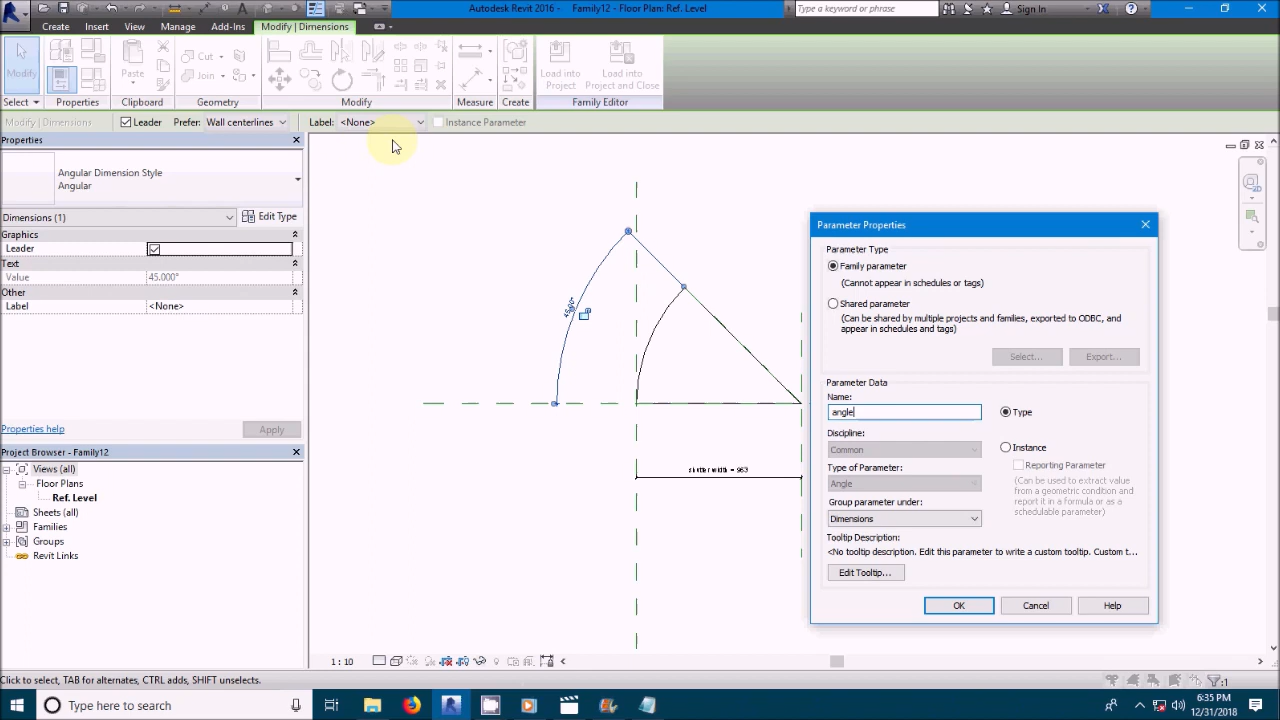 Autodesk Revit 2016 - Family12 - Floor Plan: Ref. Level
Type a keyword or phrase
Sign In
Create Insert View Manage Add-Ins Modify | Dimensions
Modify
Paste
Cut
Join
Load into
Project
Load into
Project and Close
Select Properties Clipboard Geometry Modify Measure Create Family Editor
Modify | Dimensions Leader Prefer: Wall centerlines Label: <None> Instance Parameter
Properties
Angular Dimension Style
Angular
Dimensions (1) Edit Type
Graphics
Leader
Text
Value 45.000°
Other
Label <None>
Properties help Apply
Project Browser - Family12
Views (all)
Floor Plans
Ref. Level
Sheets (all)
Families
Groups
Revit Links
shutter width = 963
Parameter Properties
Parameter Type
Family parameter
(Cannot appear in schedules or tags)
Shared parameter
(Can be shared by multiple projects and families, exported to ODBC, and
appear in schedules and tags)
Select... Export...
Parameter Data
Name:
angle
Type
Discipline:
Common
Instance
Reporting Parameter
Type of Parameter:
Angle
(Can be used to extract value
from a geometric condition and
report it in a formula or as a
schedulable parameter)
Group parameter under:
Dimensions
Tooltip Description:
<No tooltip description. Edit this parameter to write a custom tooltip. Custom t...
Edit Tooltip...
OK Cancel Help
1 : 10
Click to select, TAB for alternates, CTRL adds, SHIFT unselects.
:1
Type here to search
6:35 PM
12/31/2018